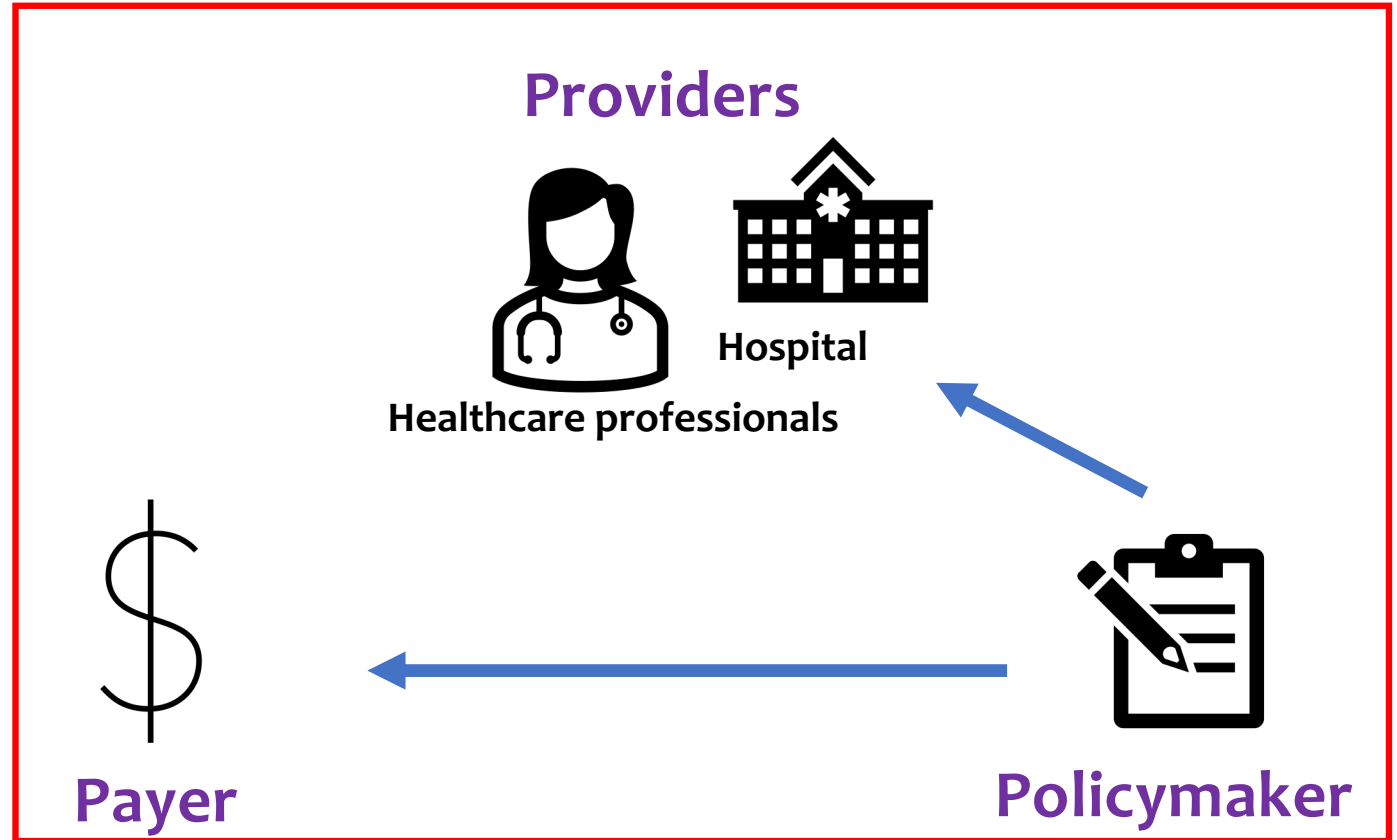 Providers
Hospital
Healthcare professionals
Payer
Policymaker